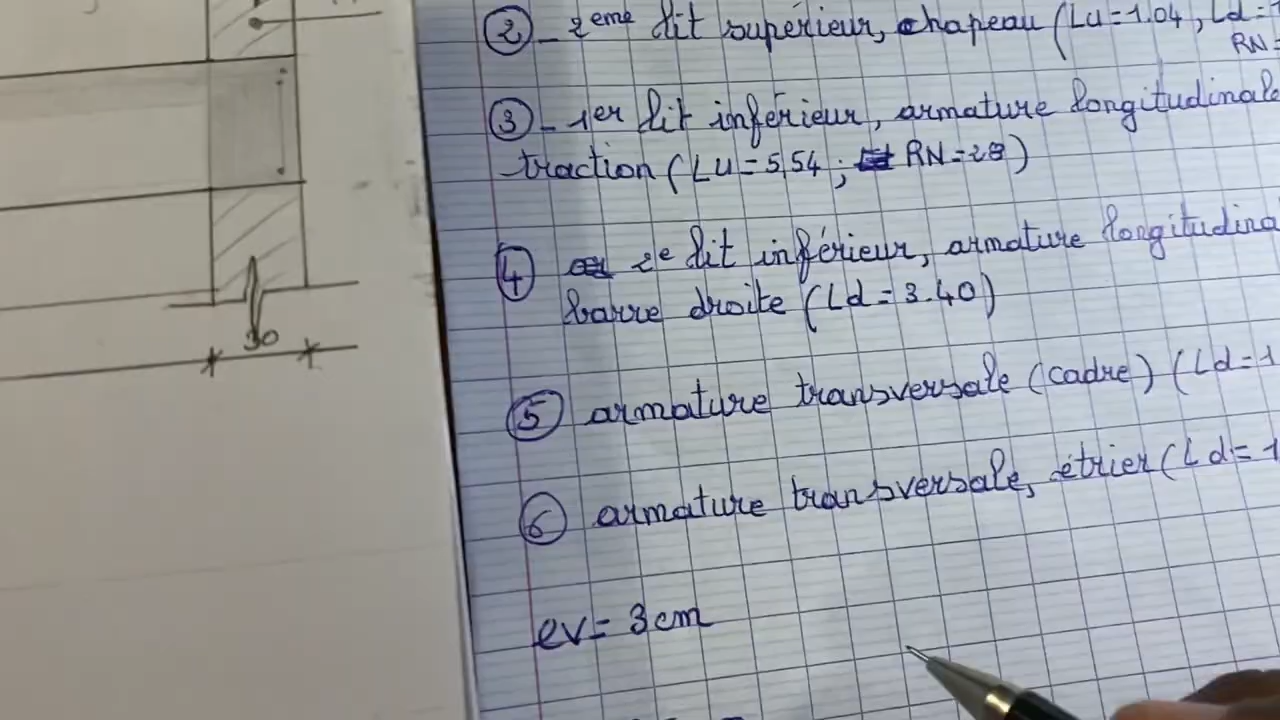 ② - 2eme lit supérieur, chapeau (Lu=1.04, Ld=1
RN=
③ - 1er lit inférieur, armature longitudinale
traction (Lu=5,54; RN=28)
④ 2e lit inférieur, armature longitudina
barre droite (Ld=3.40)
⑤ armature transversale (cadre) (Ld=1
⑥ armature transversale, étrier (Ld=1
ev= 3cm
30